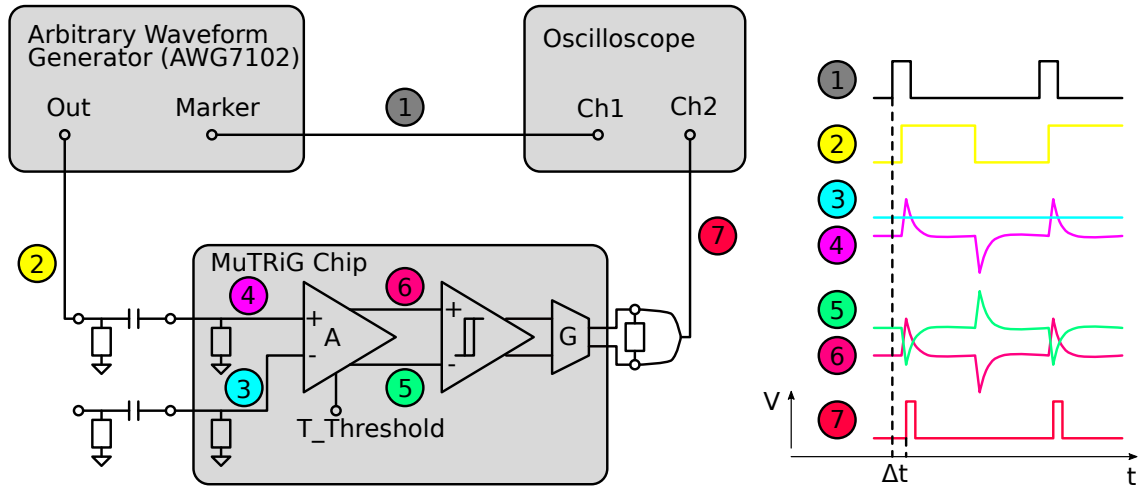 Arbitrary Waveform
Generator (AWG7102)
Out
Marker
1
Oscilloscope
Ch1
Ch2
2
7
MuTRiG Chip
4
6
+
A
-
+
-
G
3
5
T_Threshold
1
2
3
4
5
6
7
V
Δt
t